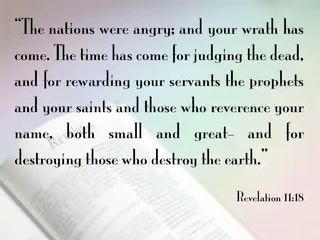 “The nations were angry; and your wrath has
come. The time has come for judging the dead,
and for rewarding your servants the prophets
and your saints and those who reverence your
name, both small and great– and for
destroying those who destroy the earth.”
Revelation 11:18